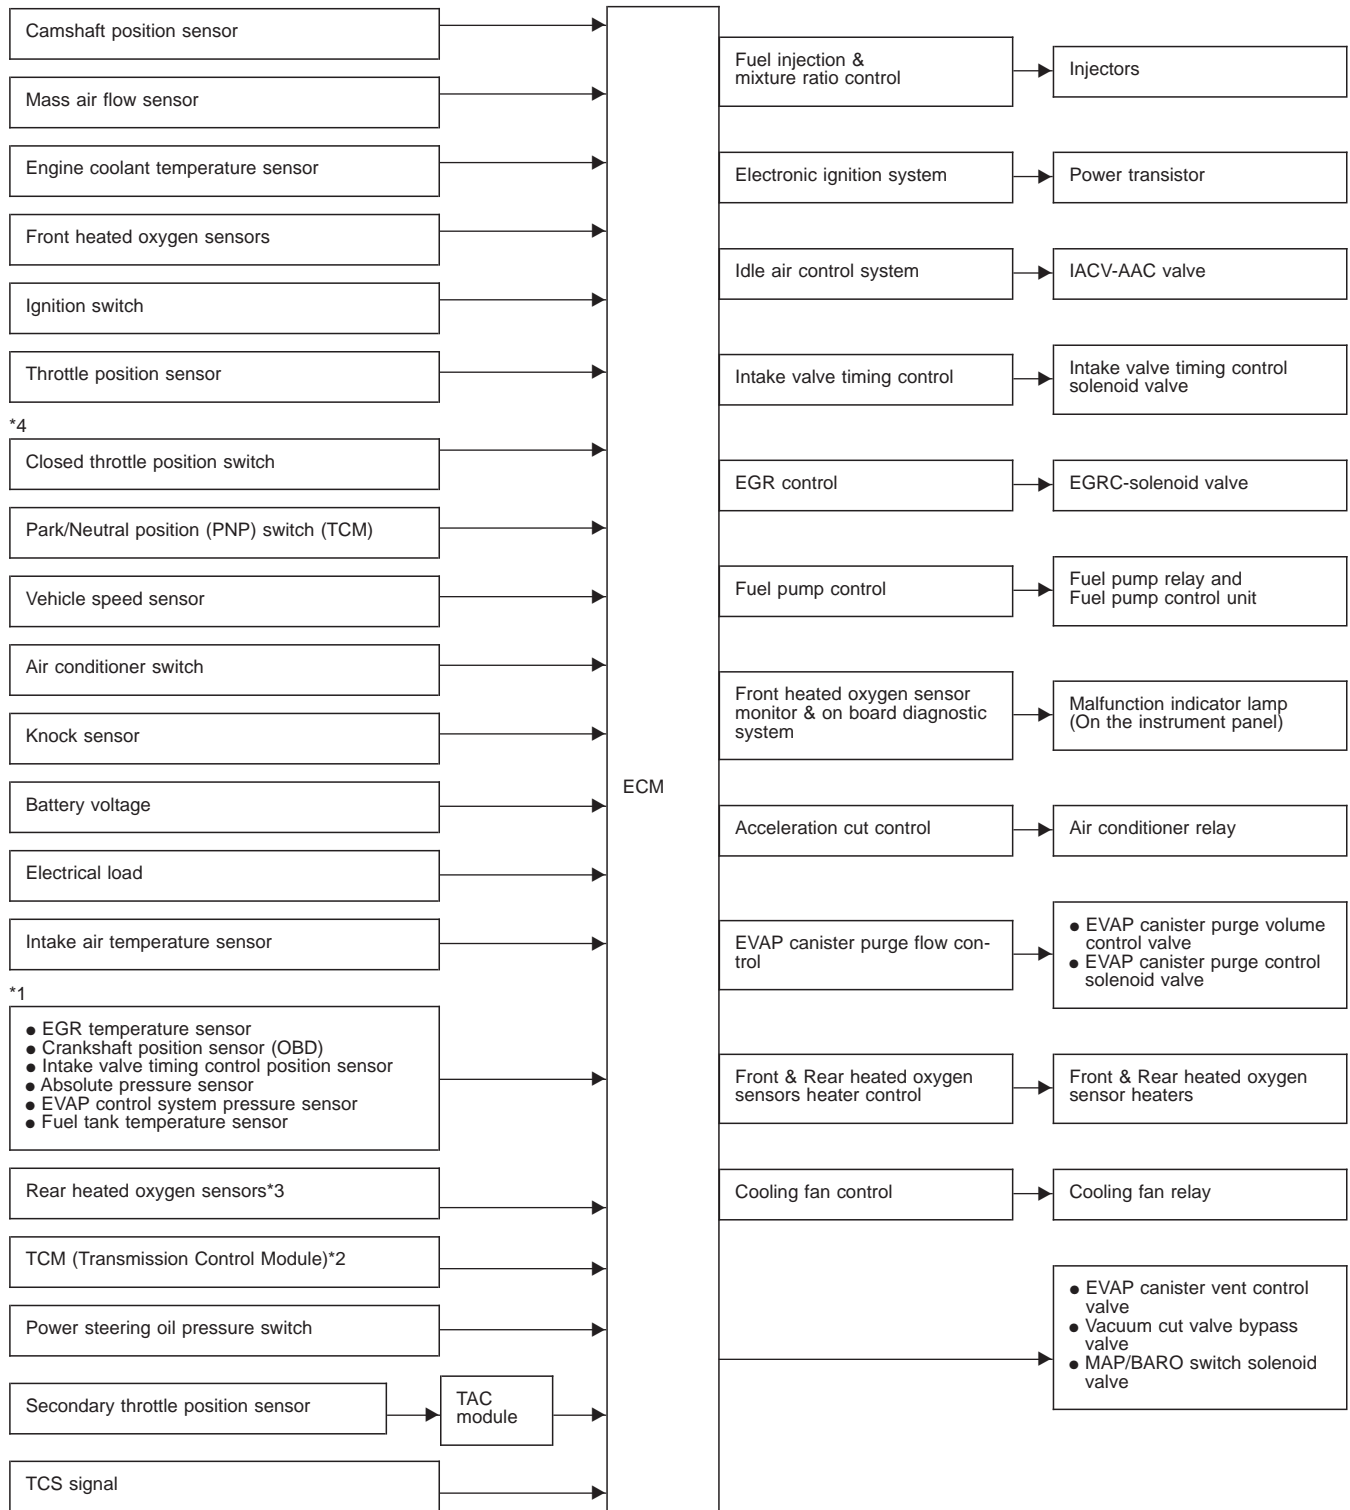 Camshaft position sensor
Mass air flow sensor
Engine coolant temperature sensor
Front heated oxygen sensors
Ignition switch
Throttle position sensor
*4
Closed throttle position switch
Park/Neutral position (PNP) switch (TCM)
Vehicle speed sensor
Air conditioner switch
Knock sensor
Battery voltage
Electrical load
Intake air temperature sensor
*1
● EGR temperature sensor
● Crankshaft position sensor (OBD)
● Intake valve timing control position sensor
● Absolute pressure sensor
● EVAP control system pressure sensor
● Fuel tank temperature sensor
Rear heated oxygen sensors*3
TCM (Transmission Control Module)*2
Power steering oil pressure switch
Secondary throttle position sensor
TAC
module
TCS signal
ECM
Fuel injection &
mixture ratio control
Injectors
Electronic ignition system
Power transistor
Idle air control system
IACV-AAC valve
Intake valve timing control
Intake valve timing control
solenoid valve
EGR control
EGRC-solenoid valve
Fuel pump control
Fuel pump relay and
Fuel pump control unit
Front heated oxygen sensor
monitor & on board diagnostic
system
Malfunction indicator lamp
(On the instrument panel)
Acceleration cut control
Air conditioner relay
EVAP canister purge flow con-
trol
● EVAP canister purge volume
control valve
● EVAP canister purge control
solenoid valve
Front & Rear heated oxygen
sensors heater control
Front & Rear heated oxygen
sensor heaters
Cooling fan control
Cooling fan relay
● EVAP canister vent control
valve
● Vacuum cut valve bypass
valve
● MAP/BARO switch solenoid
valve